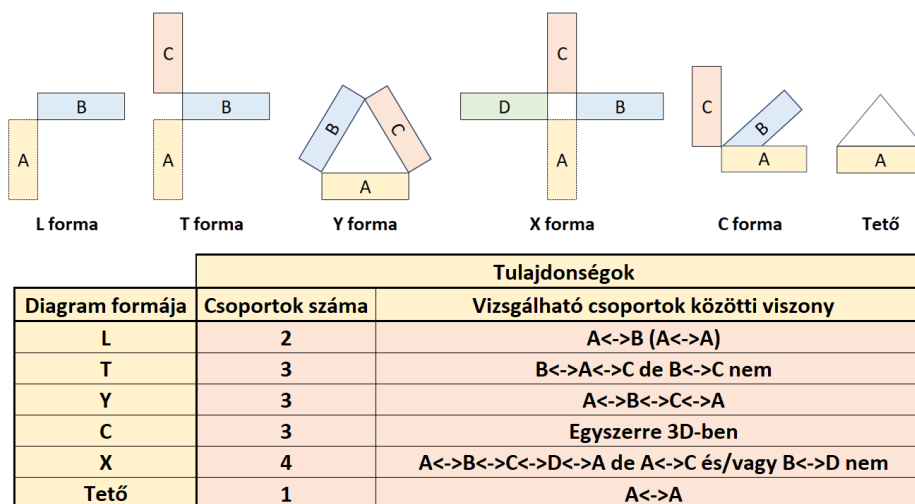 C C
B D B C
B B C B
A A A A A A
L forma T forma Y forma X forma C forma Tető
Tulajdonségok
Diagram formája Csoportok száma Vizsgálható csoportok közötti viszony
L 2 A<->B (A<->A)
T 3 B<->A<->C de B<->C nem
Y 3 A<->B<->C<->A
C 3 Egyszerre 3D-ben
X 4 A<->B<->C<->D<->A de A<->C és/vagy B<->D nem
Tető 1 A<->A